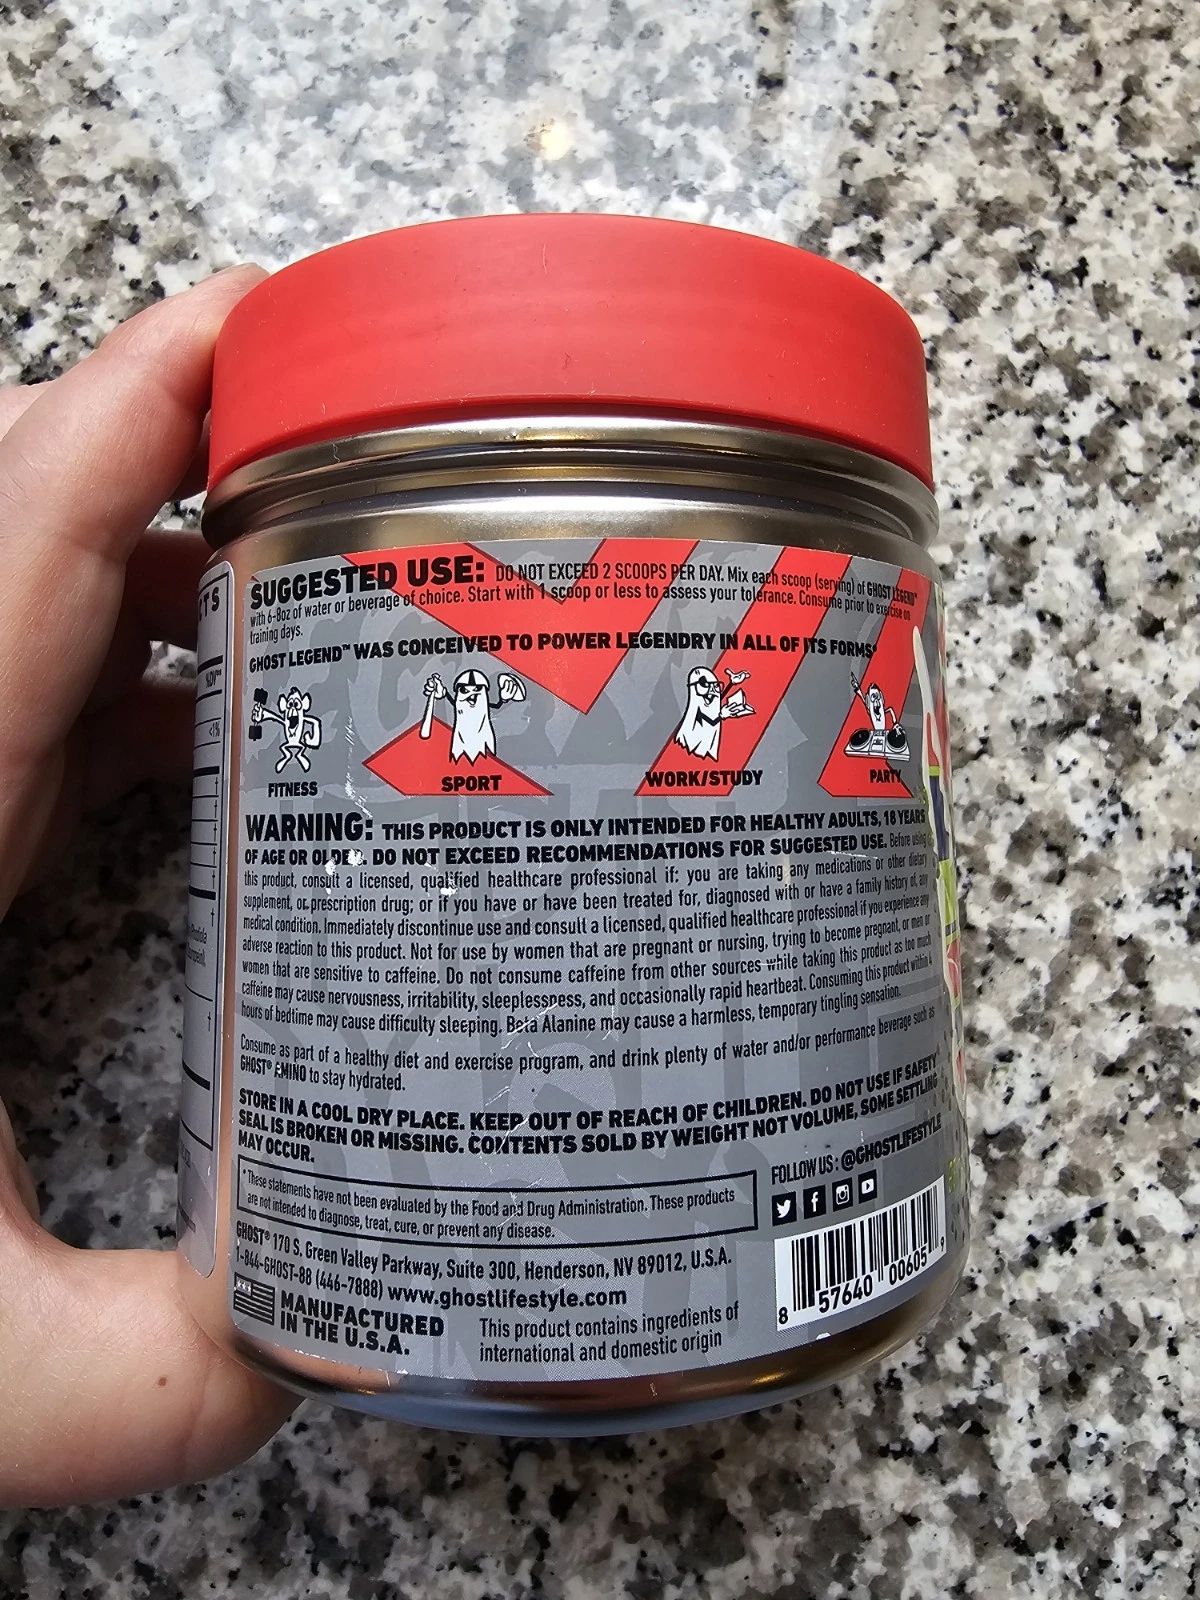 SUGGESTED USE: DO NOT EXCEED 2 SCOOPS PER DAY. Mix each scoop (serving) of GHOST LEGEND™
with 6-8oz of water or beverage of choice. Start with 1 scoop or less to assess your tolerance. Consume prior to exercise on
training days.
GHOST LEGEND™ WAS CONCEIVED TO POWER LEGENDRY IN ALL OF ITS FORMS*
FITNESS
SPORT
WORK/STUDY
PARTY
WARNING: THIS PRODUCT IS ONLY INTENDED FOR HEALTHY ADULTS, 18 YEARS
OF AGE OR OLDER. DO NOT EXCEED RECOMMENDATIONS FOR SUGGESTED USE. Before using
this product, consult a licensed, qualified healthcare professional if: you are taking any medications or other dietary
supplement, or prescription drug; or if you have or have been treated for, diagnosed with or have a family history of, any
medical condition. Immediately discontinue use and consult a licensed, qualified healthcare professional if you experience any
adverse reaction to this product. Not for use by women that are pregnant or nursing, trying to become pregnant, or men or
women that are sensitive to caffeine. Do not consume caffeine from other sources while taking this product as too much
caffeine may cause nervousness, irritability, sleeplessness, and occasionally rapid heartbeat. Consuming this product within 4
hours of bedtime may cause difficulty sleeping. Beta Alanine may cause a harmless, temporary tingling sensation.
Consume as part of a healthy diet and exercise program, and drink plenty of water and/or performance beverage such as
GHOST® AMINO to stay hydrated.
STORE IN A COOL DRY PLACE. KEEP OUT OF REACH OF CHILDREN. DO NOT USE IF SAFETY
SEAL IS BROKEN OR MISSING. CONTENTS SOLD BY WEIGHT NOT VOLUME, SOME SETTLING
MAY OCCUR.
*These statements have not been evaluated by the Food and Drug Administration. These products
are not intended to diagnose, treat, cure, or prevent any disease.
FOLLOW US: @GHOSTLIFESTYLE
GHOST® 170 S. Green Valley Parkway, Suite 300, Henderson, NV 89012, U.S.A.
1-844-GHOST-88 (446-7888) www.ghostlifestyle.com
MANUFACTURED
IN THE U.S.A.
This product contains ingredients of
international and domestic origin
8 57640 00605 9
CTS
%DV**
<1%